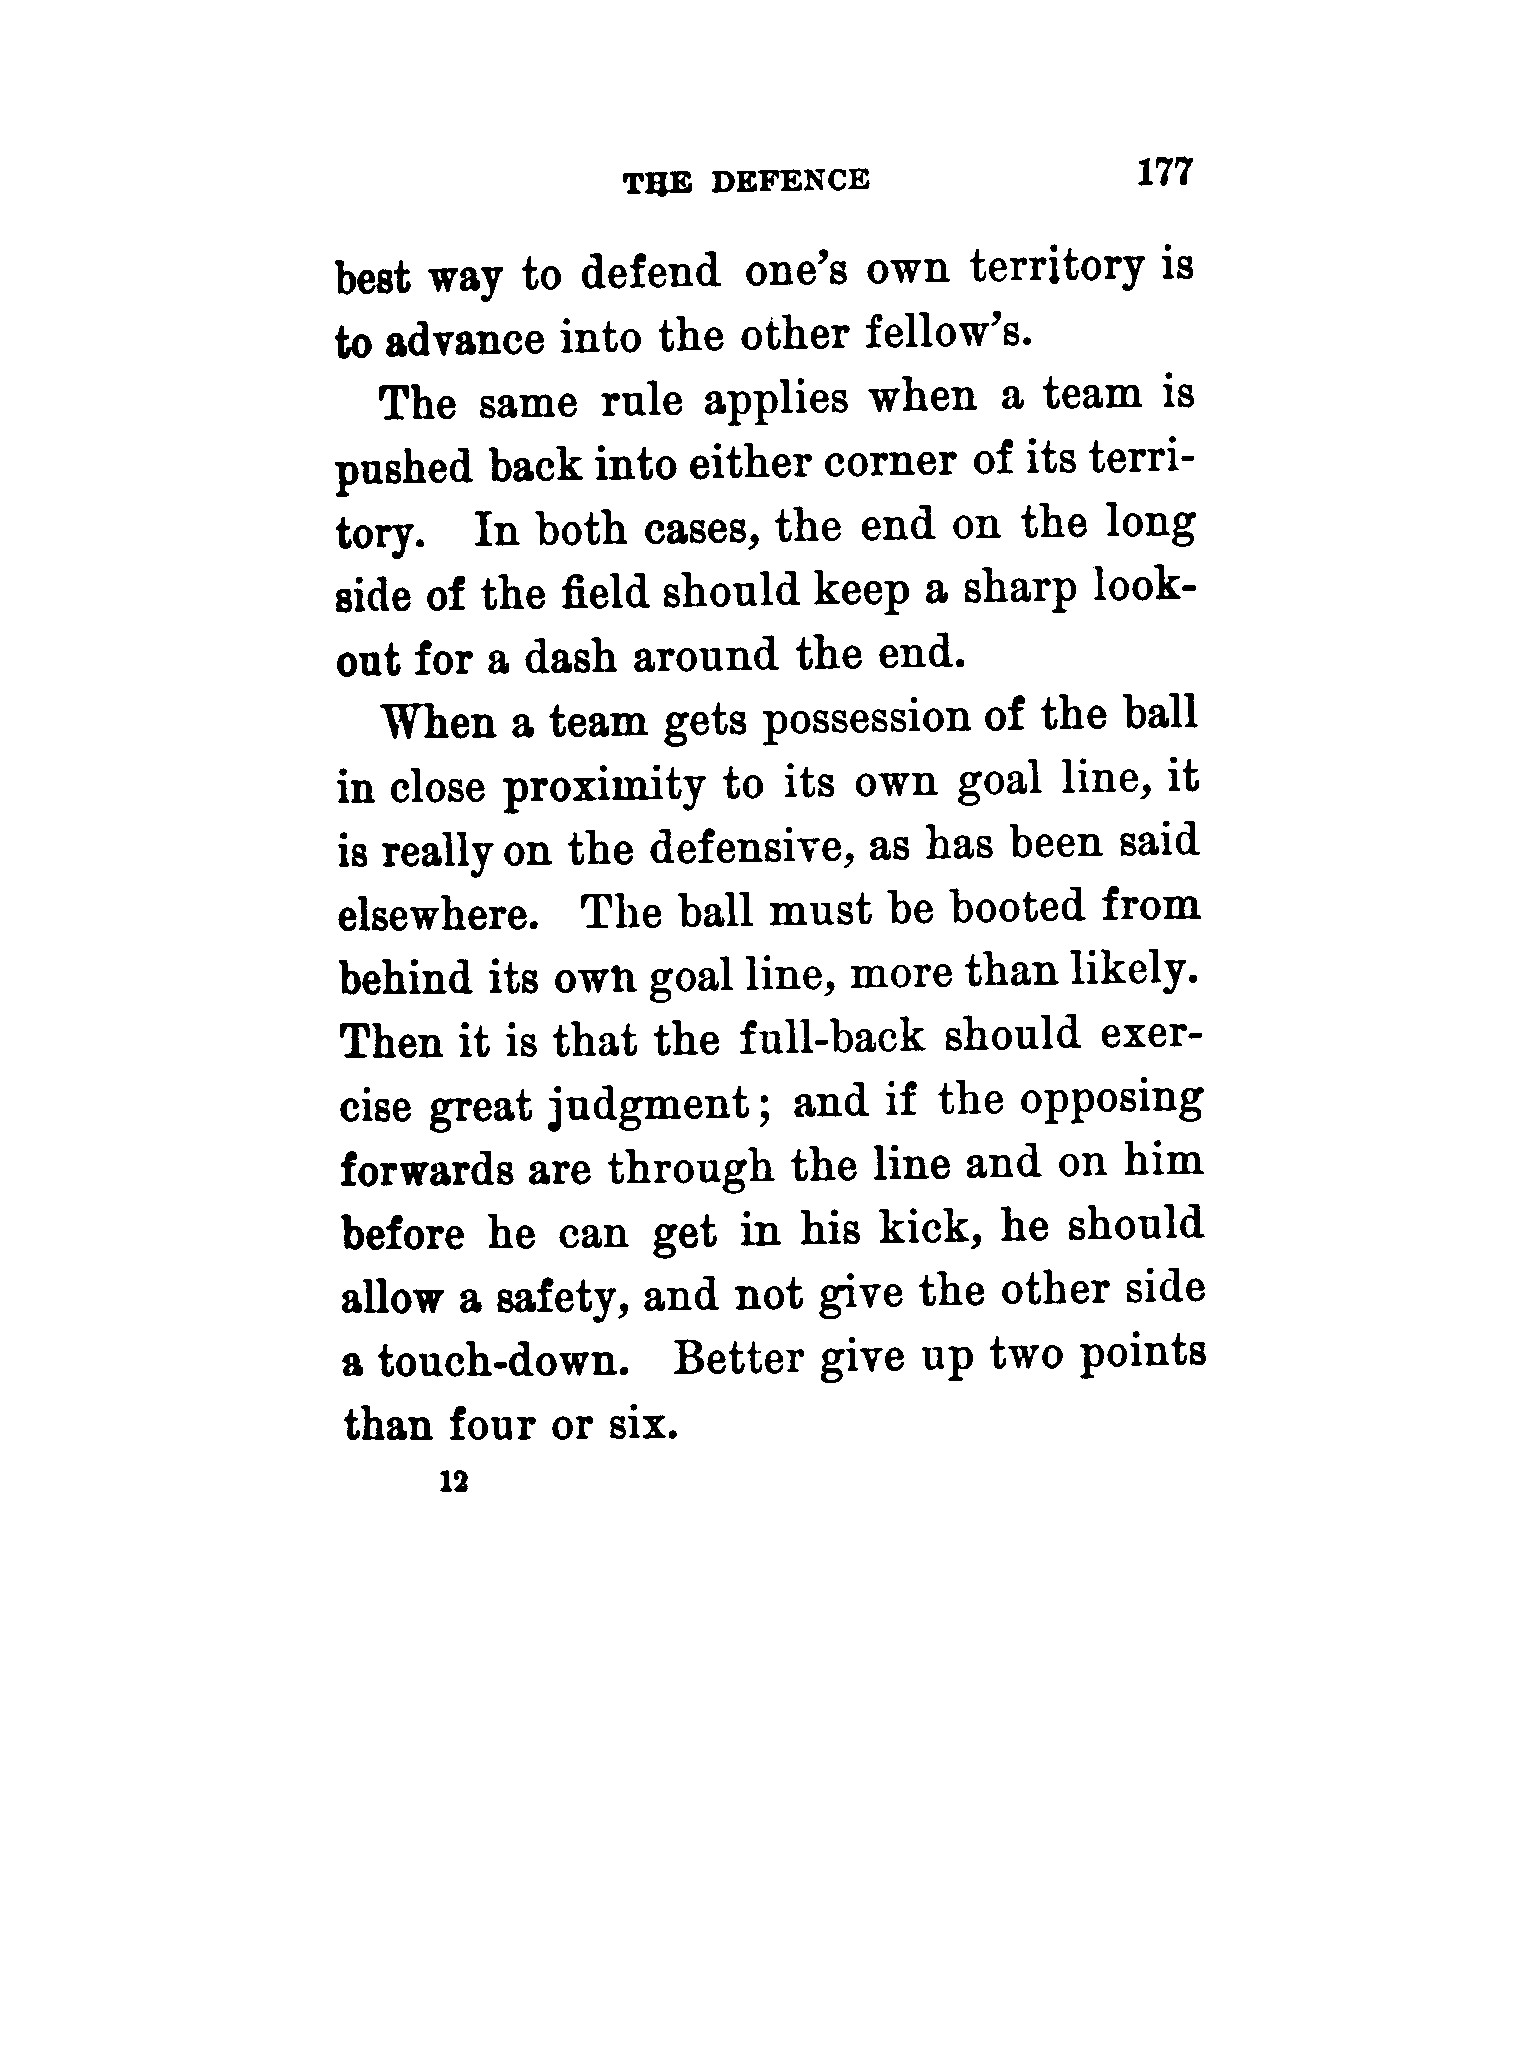 THE DEFENCE 177
best way to defend one's own territory is
to advance into the other fellow's.
The same rule applies when a team is
pushed back into either corner of its terri-
tory. In both cases, the end on the long
side of the field should keep a sharp look-
out for a dash around the end.
When a team gets possession of the ball
in close proximity to its own goal line, it
is really on the defensive, as has been said
elsewhere. The ball must be booted from
behind its own goal line, more than likely.
Then it is that the full-back should exer-
cise great judgment; and if the opposing
forwards are through the line and on him
before he can get in his kick, he should
allow a safety, and not give the other side
a touch-down. Better give up two points
than four or six.
12